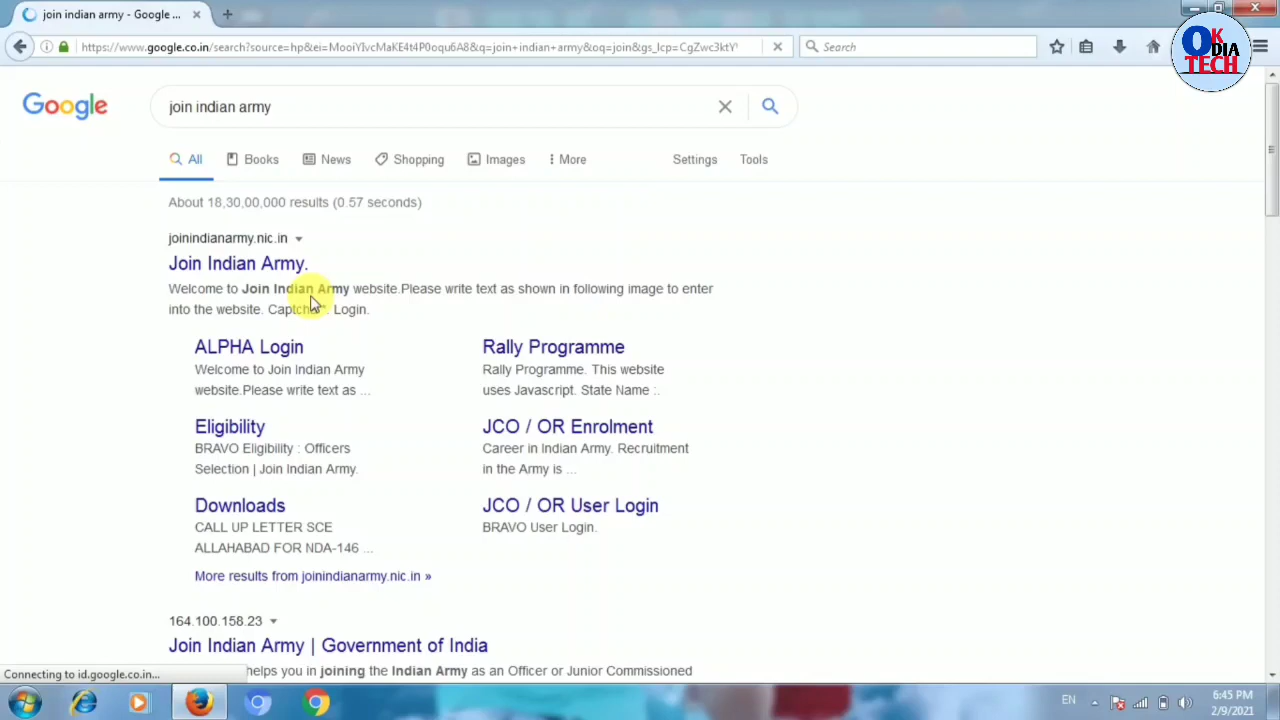 join indian army - Google ...
https://www.google.co.in/search?source=hp&ei=MooiYIvcMaKE4t4P0oqu6A8&q=join+indian+army&oq=join&gs_lcp=CgZwc3ktY
Search
OK
DIA
TECH
Google
join indian army
All
Books
News
Shopping
Images
More
Settings
Tools
About 18,30,00,000 results (0.57 seconds)
joinindianarmy.nic.in
Join Indian Army.
Welcome to Join Indian Army website.Please write text as shown in following image to enter
into the website. Login.
ALPHA Login
Welcome to Join Indian Army
website.Please write text as ...
Rally Programme
Rally Programme. This website
uses Javascript. State Name :.
Eligibility
BRAVO Eligibility : Officers
Selection | Join Indian Army.
JCO / OR Enrolment
Career in Indian Army. Recruitment
in the Army is ...
Downloads
CALL UP LETTER SCE
ALLAHABAD FOR NDA-146 ...
JCO / OR User Login
BRAVO User Login.
More results from joinindianarmy.nic.in »
164.100.158.23
Join Indian Army | Government of India
helps you in joining the Indian Army as an Officer or Junior Commissioned
Connecting to id.google.co.in...
EN
6:45 PM
2/9/2021